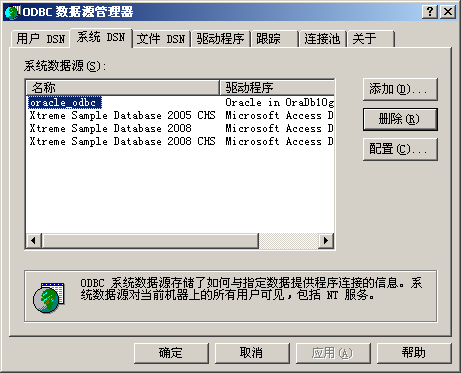 ODBC 数据源管理器
用户 DSN 系统 DSN 文件 DSN 驱动程序 跟踪 连接池 关于
系统数据源(S):
名称 驱动程序
oracle_odbc Oracle in OraDb10g
Xtreme Sample Database 2005 CHS Microsoft Access D
Xtreme Sample Database 2008 Microsoft Access D
Xtreme Sample Database 2008 CHS Microsoft Access D
添加(D)...
删除(R)
配置(C)...
ODBC 系统数据源存储了如何与指定数据提供程序连接的信息。系
统数据源对当前机器上的所有用户可见,包括 NT 服务。
确定 取消 应用(A) 帮助